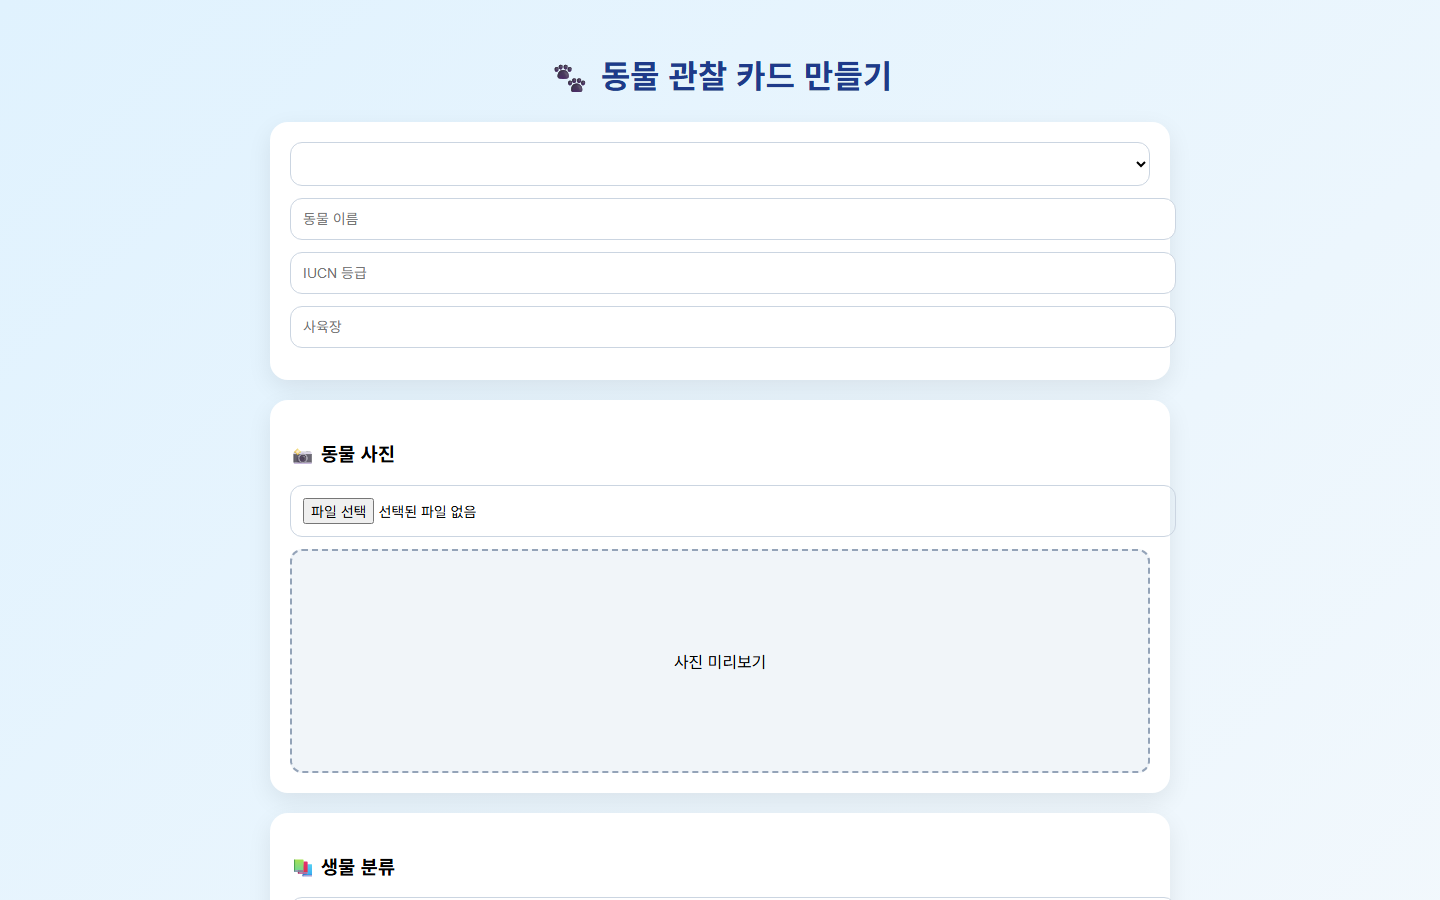 동물 관찰 카드 만들기
동물 이름
IUCN 등급
사육장
동물 사진
파일 선택 선택된 파일 없음
사진 미리보기
생물 분류